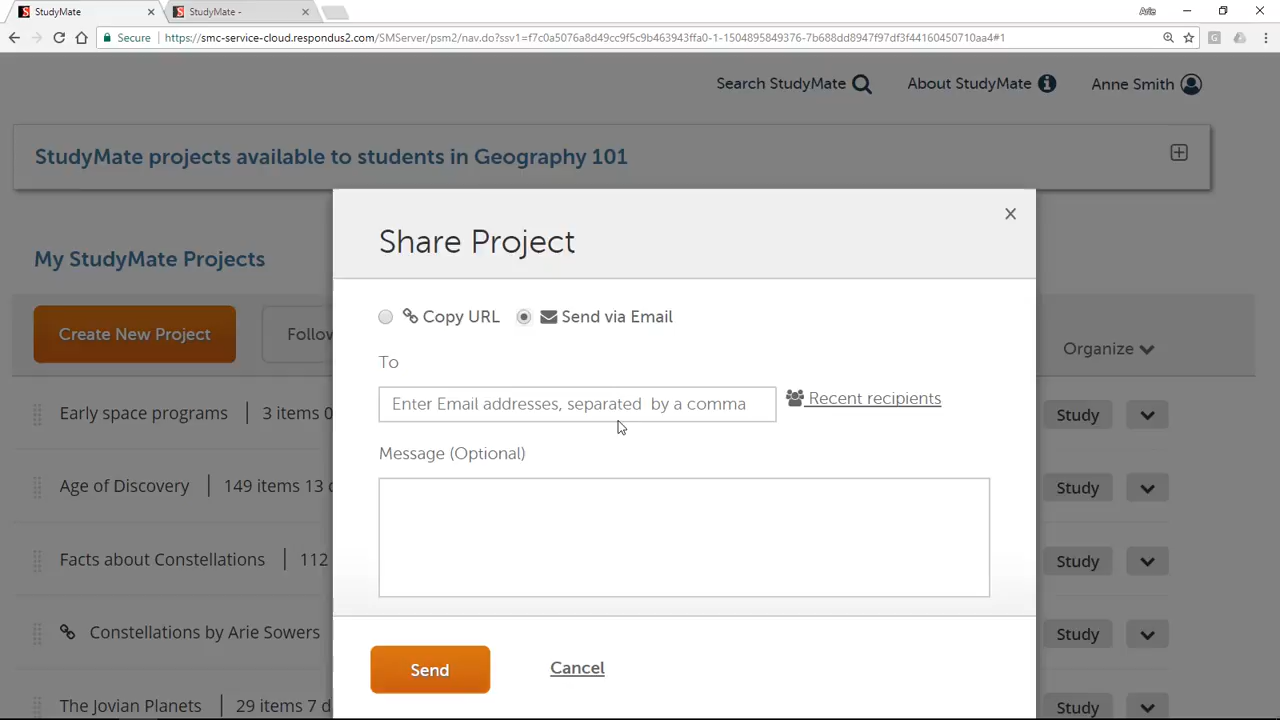 StudyMate
StudyMate -
Arie
Secure
https://smc-service-cloud.respondus2.com/SMServer/psm2/nav.do?ssv1=f7c0a5076a8d49cc9f5c9b463943ffa0-1-1504895849376-7b688dd8947f97df3f44160450710aa4#1
Search StudyMate
About StudyMate
Anne Smith
StudyMate projects available to students in Geography 101
My StudyMate Projects
Share Project
Copy URL
Send via Email
Create New Project
Follow
Organize
To
Enter Email addresses, separated by a comma
Recent recipients
Early space programs | 3 items 0
Study
Message (Optional)
Age of Discovery | 149 items 13 d
Study
Facts about Constellations | 112
Study
Constellations by Arie Sowers
Study
Send
Cancel
The Jovian Planets | 29 items 7 d
Study